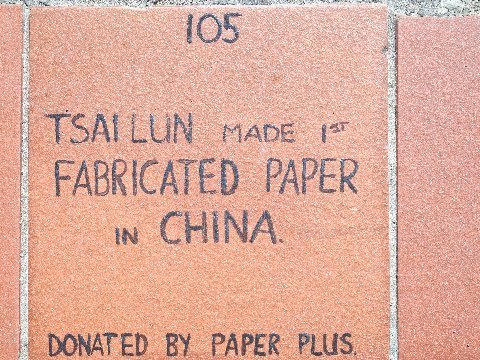 105
TSAI LUN MADE 1ST
FABRICATED PAPER
IN CHINA.
DONATED BY PAPER PLUS.